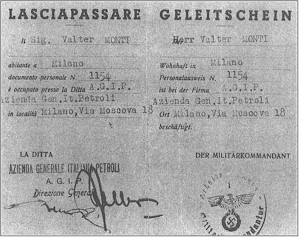 LASCIAPASSARE
Il Sig. Valter MONTI
abitante a Milano
documento personale N. 1154
è occupato presso la Ditta A.G.I.P.
Azienda Gen.It.Petroli
in località Milano,Via Moscova 18
LA DITTA
AZIENDA GENERALE ITALIANA PETROLI
A. G. I. P.
Direzione Generale
GELEITSCHEIN
Herr Valter MONTI
Wohnhaft in Milano
Personalausweis N. 1154
ist bei der Firma A.G.I.P.
Azienda Gen.It.Petroli
Ort Milano,Via Moscova 18
beschäftigt.
DER MILITÄRKOMMANDANT